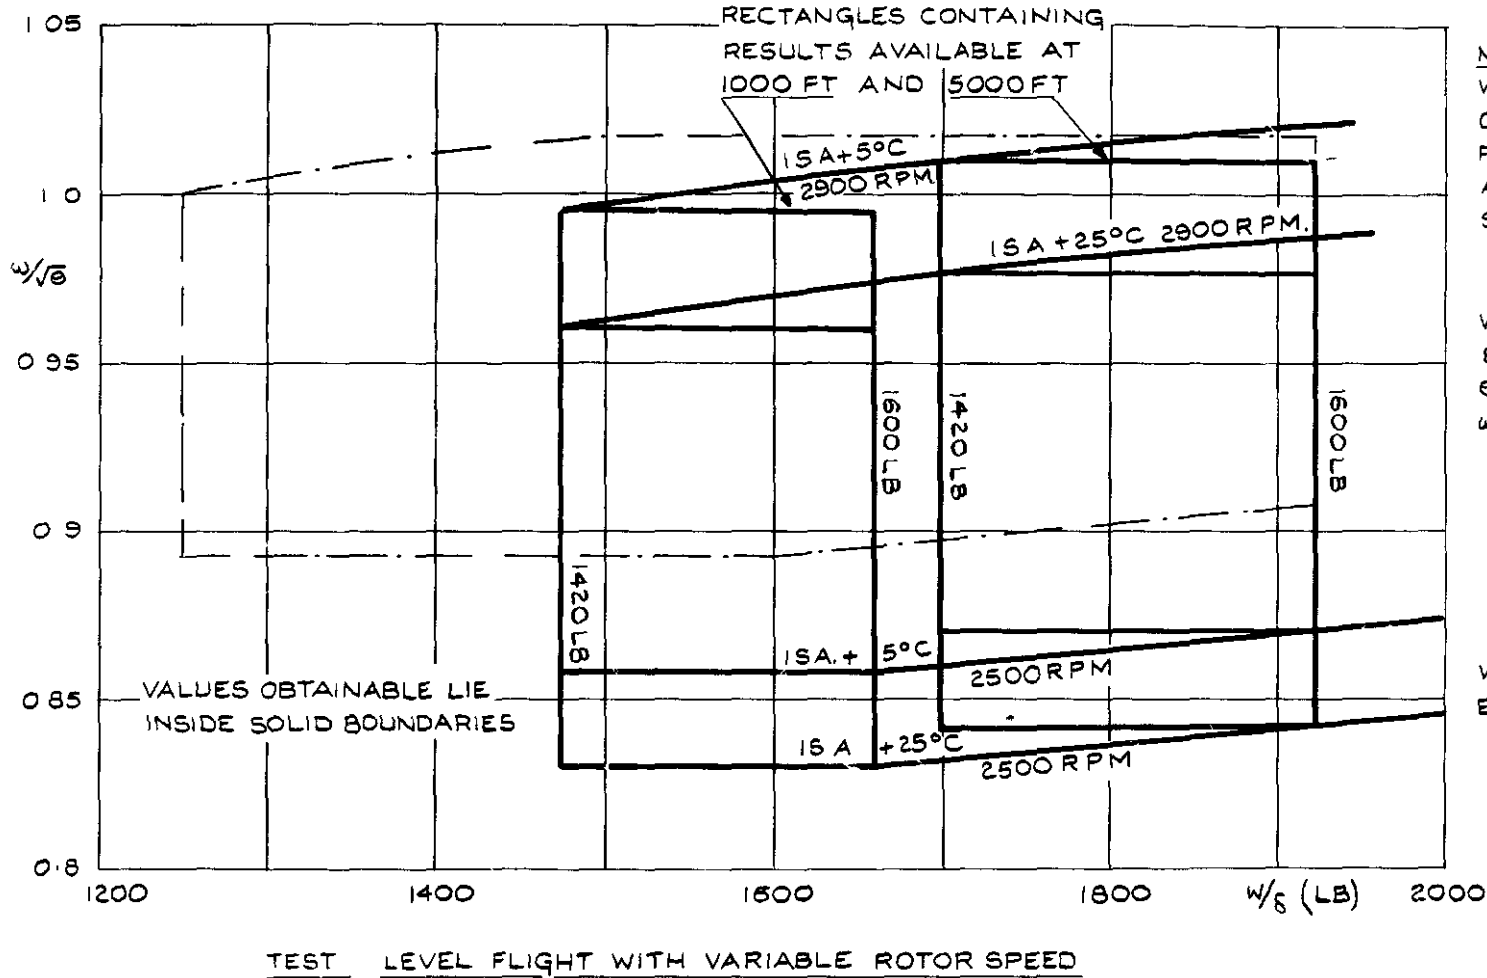 RECTANGLES CONTAINING
RESULTS AVAILABLE AT
1000 FT AND 5000 FT
1 05
1 0
ω/√θ
0 95
0 9
0 85
0·8
ISA+5°C
2900 RPM
ISA+25°C 2900 RPM.
1600 LB
1420 LB
1600 LB
1420 LB
ISA. + 5°C
2500 RPM
VALUES OBTAINABLE LIE
INSIDE SOLID BOUNDARIES
ISA +25°C
2500 RPM
1200
1400
1600
1800
W/δ (LB)
2000
TEST LEVEL FLIGHT WITH VARIABLE ROTOR SPEED